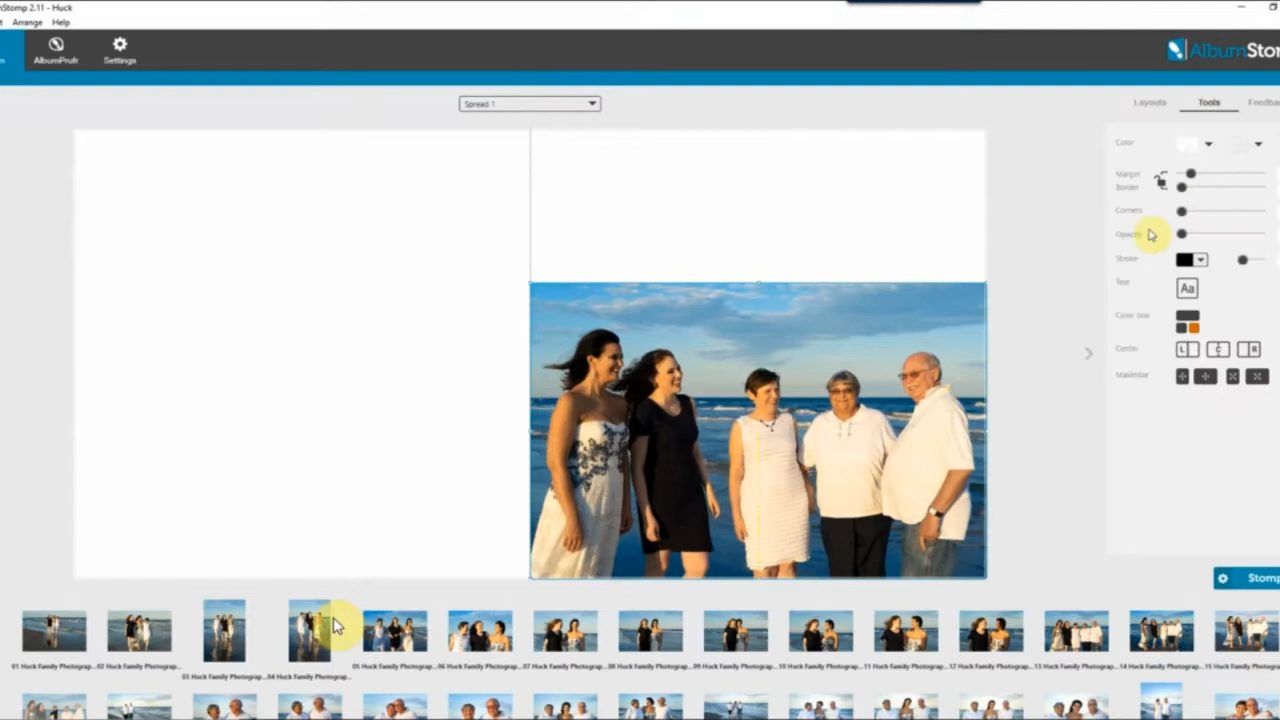 nStomp 2.11 - Huck
t Arrange Help
m AlbumPrufr Settings
AlbumStor
Spread 1
Layouts Tools Feedba
Color
Margin
Border
Corners
Opacity
Stroke
Text Aa
Color box
Center L C R
Maximize
Stomp
01 Huck Family Photograp... 02 Huck Family Photograp... 05 Huck Family Photograp... 06 Huck Family Photograp... 07 Huck Family Photograp... 08 Huck Family Photograp... 09 Huck Family Photograp... 10 Huck Family Photograp... 11 Huck Family Photograp... 12 Huck Family Photograp... 13 Huck Family Photograp... 14 Huck Family Photograp... 15 Huck Family Photog
03 Huck Family Photograp... 04 Huck Family Photograp...